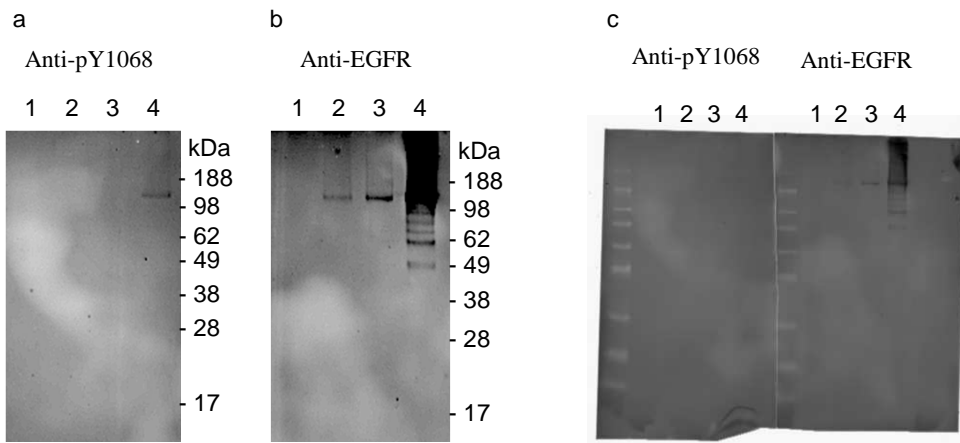 a
Anti-pY1068
1 2 3 4
kDa
- 188
- 98
- 62
- 49
- 38
- 28
- 17
b
Anti-EGFR
1 2 3 4
kDa
- 188
- 98
- 62
- 49
- 38
- 28
- 17
c
Anti-pY1068 Anti-EGFR
1 2 3 4 1 2 3 4